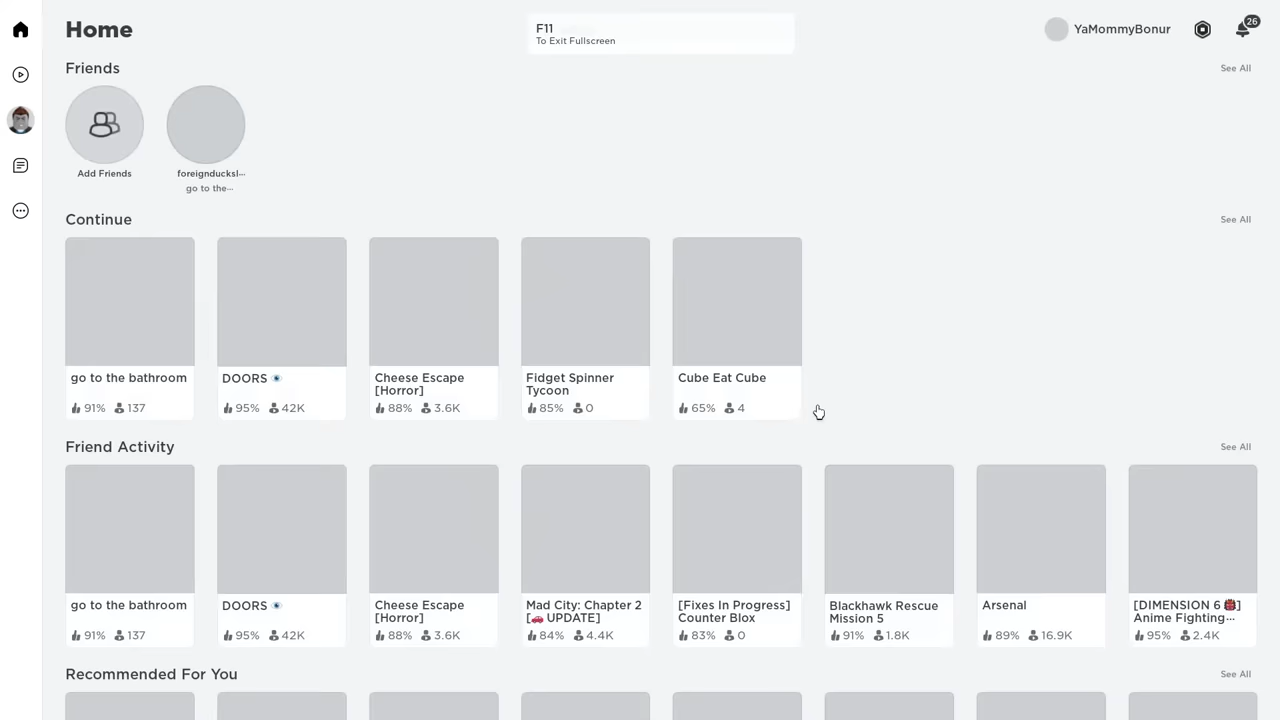 Home
F11
To Exit Fullscreen
YaMommyBonur
26
Friends
See All
Add Friends
foreignducksl...
go to the...
Continue
See All
go to the bathroom
91% 137
DOORS 👁️
95% 42K
Cheese Escape
[Horror]
88% 3.6K
Fidget Spinner
Tycoon
85% 0
Cube Eat Cube
65% 4
Friend Activity
See All
go to the bathroom
91% 137
DOORS 👁️
95% 42K
Cheese Escape
[Horror]
88% 3.6K
Mad City: Chapter 2
[🚗 UPDATE]
84% 4.4K
[Fixes In Progress]
Counter Blox
83% 0
Blackhawk Rescue
Mission 5
91% 1.8K
Arsenal
89% 16.9K
[DIMENSION 6 👹]
Anime Fighting...
95% 2.4K
Recommended For You
See All